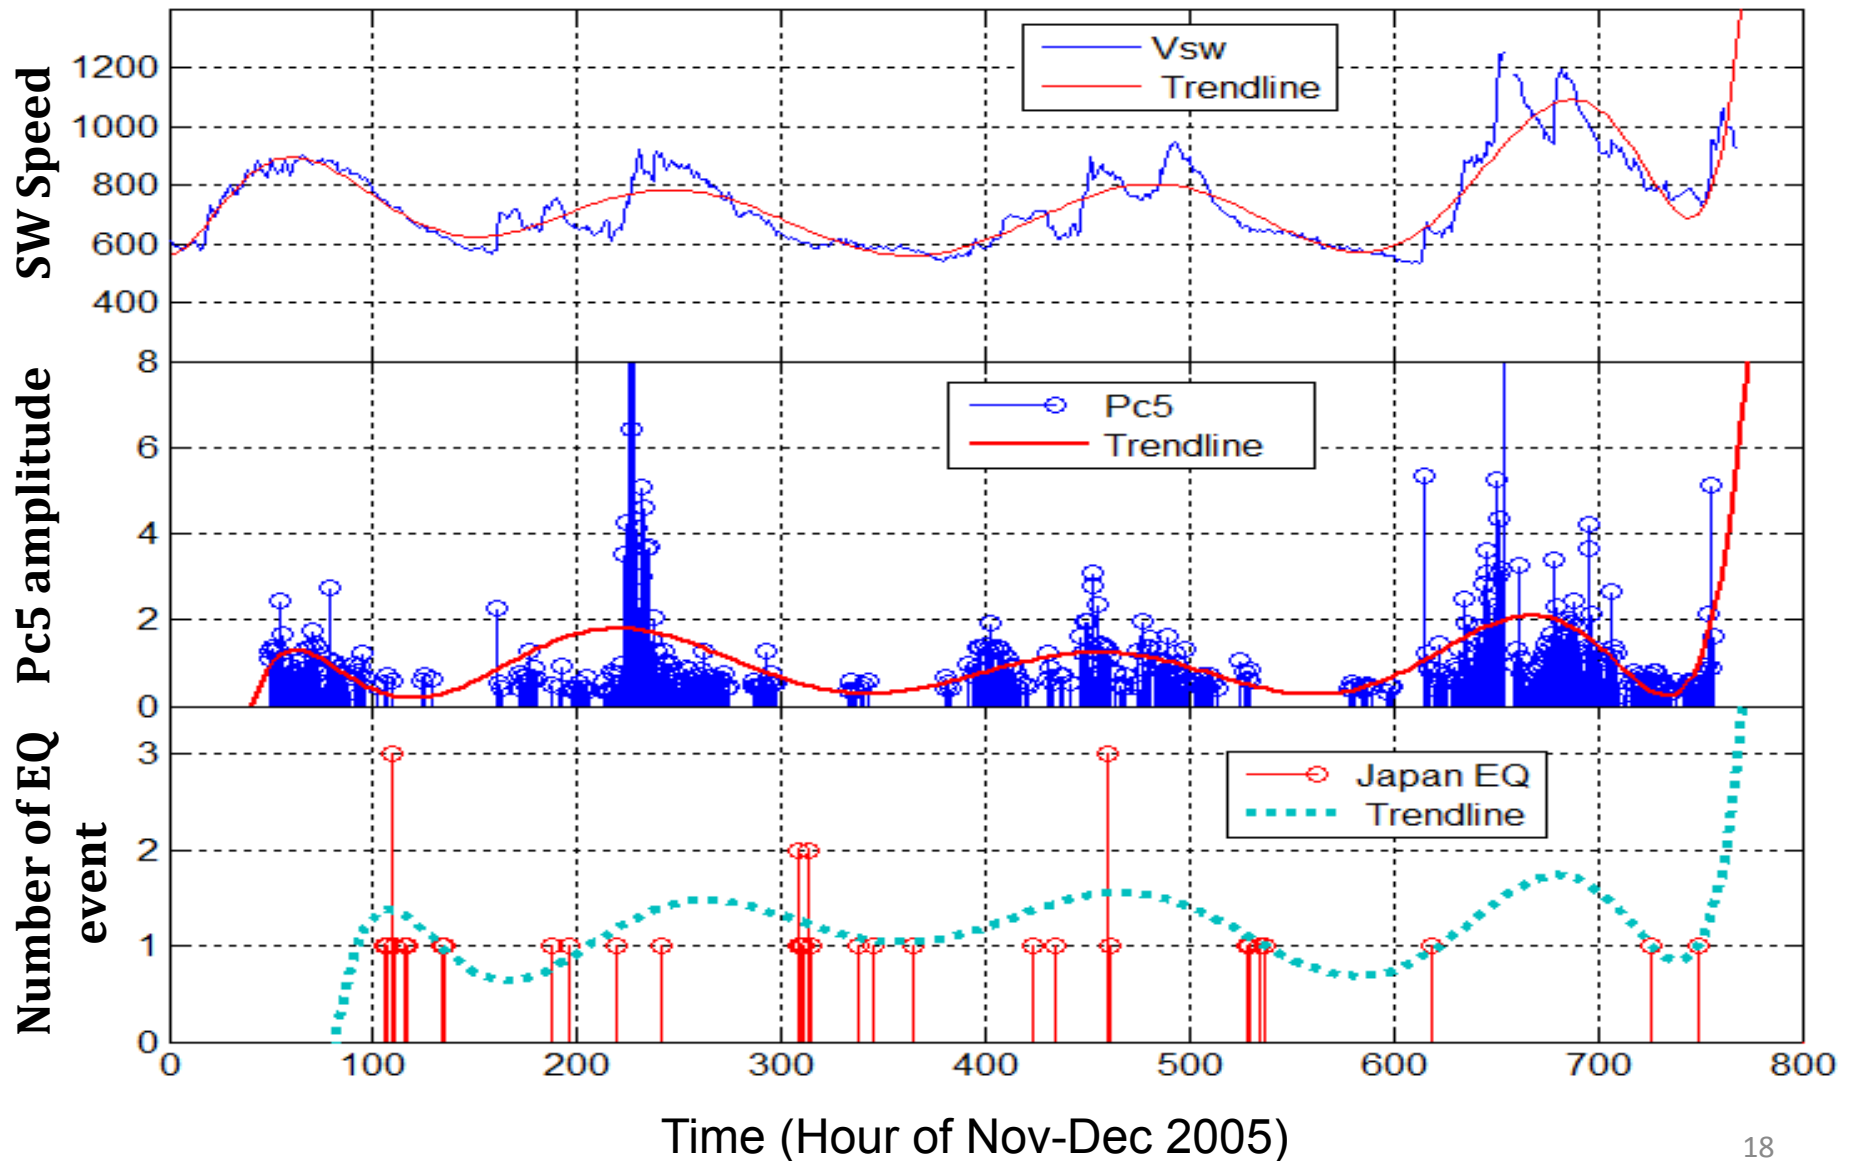 SW Speed
1200
1000
800
600
400
Vsw
Trendline
Pc5 amplitude
8
6
4
2
0
Pc5
Trendline
Number of EQ
event
3
2
1
0
Japan EQ
Trendline
0 100 200 300 400 500 600 700 800
Time (Hour of Nov-Dec 2005)
18